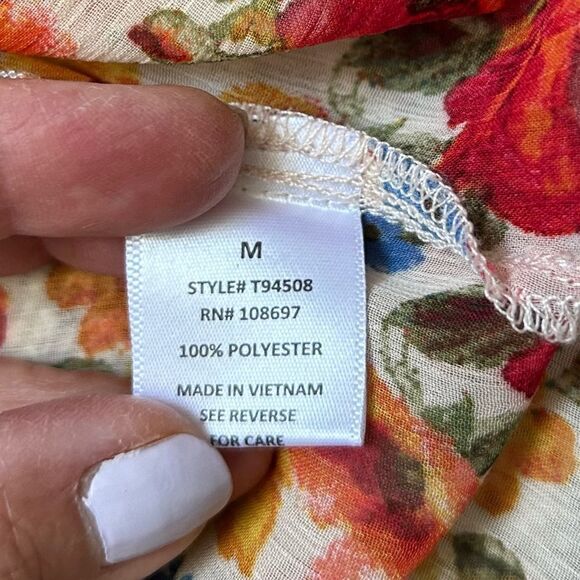 M
STYLE# T94508
RN# 108697
100% POLYESTER
MADE IN VIETNAM
SEE REVERSE
FOR CARE